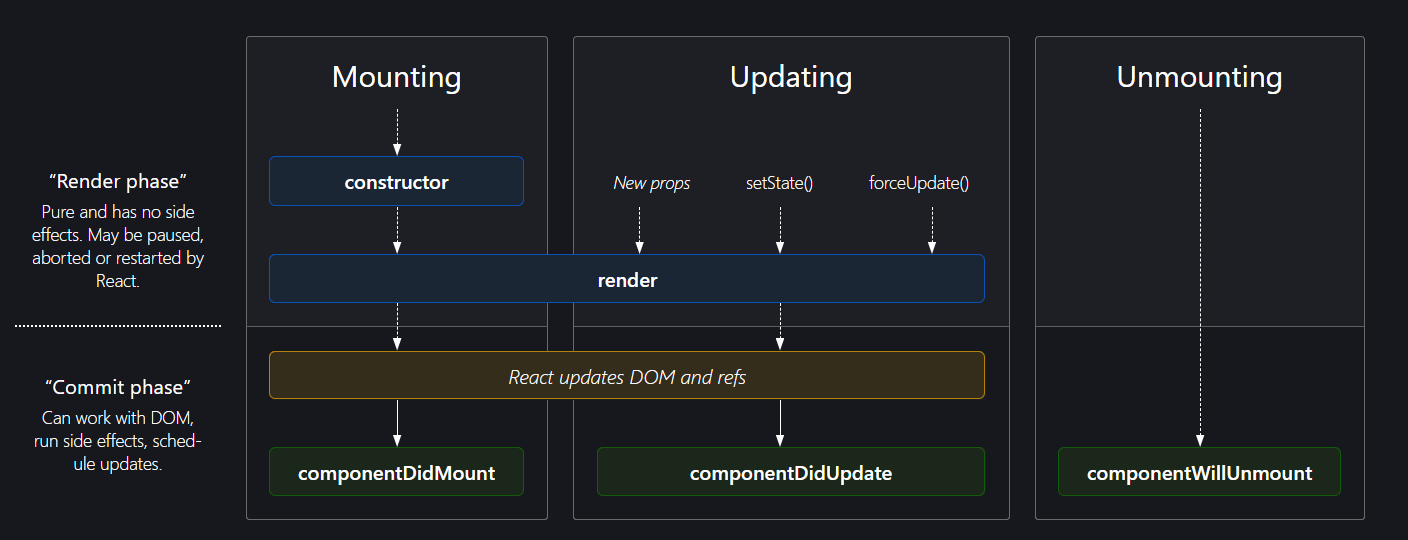 Mounting
Updating
Unmounting
“Render phase”
Pure and has no side
effects. May be paused,
aborted or restarted by
React.
constructor
New props
setState()
forceUpdate()
render
“Commit phase”
Can work with DOM,
run side effects, sched-
ule updates.
React updates DOM and refs
componentDidMount
componentDidUpdate
componentWillUnmount